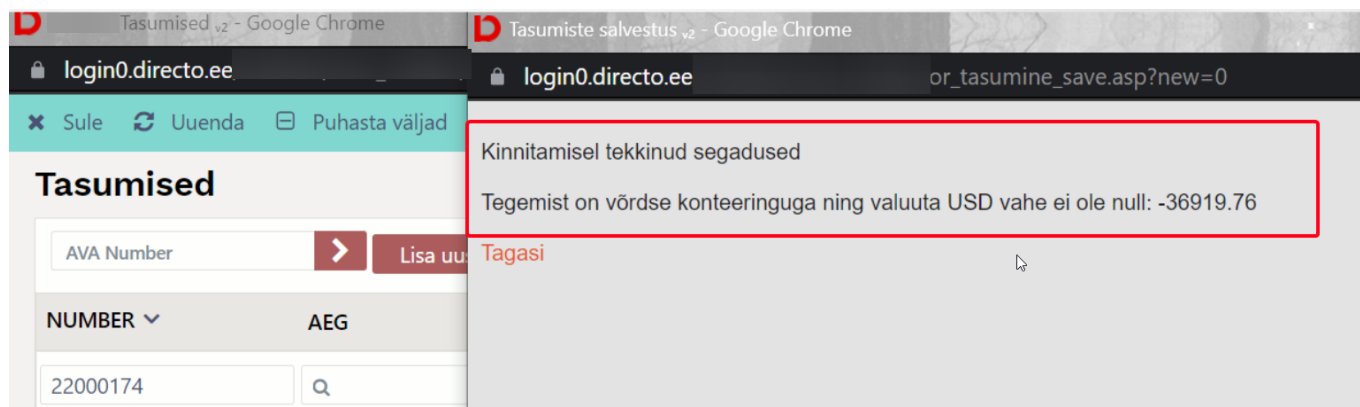 Tasumised v2 - Google Chrome
login0.directo.ee
Sule Uuenda Puhasta väljad
Tasumised
AVA Number
Lisa uu
NUMBER
AEG
22000174
Tasumiste salvestus v2 - Google Chrome
login0.directo.ee or_tasumine_save.asp?new=0
Kinnitamisel tekkinud segadused
Tegemist on võrdse konteeringuga ning valuuta USD vahe ei ole null: -36919.76
Tagasi